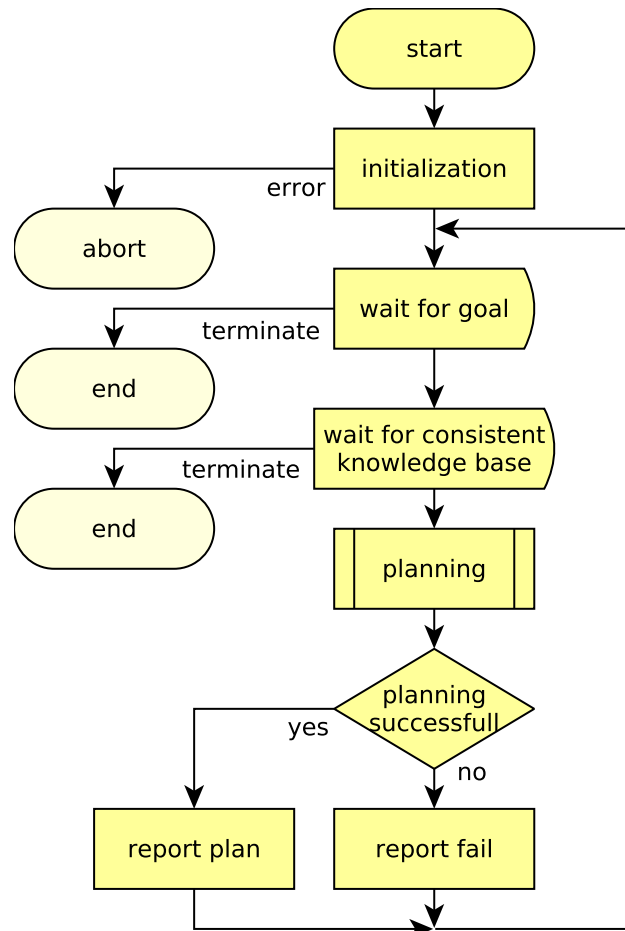 start
initialization
error
abort
wait for goal
terminate
end
wait for consistent
knowledge base
terminate
end
planning
planning
successfull
yes
no
report plan
report fail